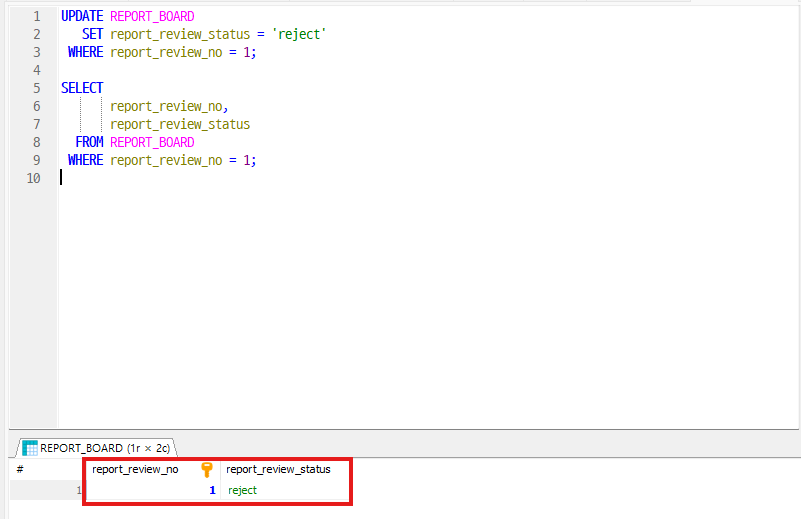 1 UPDATE REPORT_BOARD
2 SET report_review_status = 'reject'
3 WHERE report_review_no = 1;
4
5 SELECT
6 report_review_no,
7 report_review_status
8 FROM REPORT_BOARD
9 WHERE report_review_no = 1;
10
REPORT_BOARD (1r × 2c)
# report_review_no report_review_status
1 1 reject